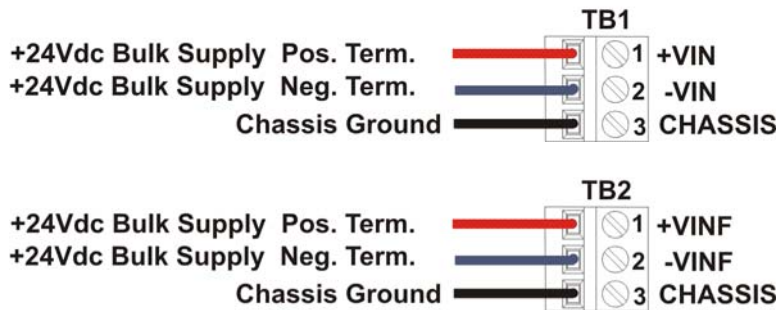 TB1
+24Vdc Bulk Supply Pos. Term. 1 +VIN
+24Vdc Bulk Supply Neg. Term. 2 -VIN
Chassis Ground 3 CHASSIS
TB2
+24Vdc Bulk Supply Pos. Term. 1 +VINF
+24Vdc Bulk Supply Neg. Term. 2 -VINF
Chassis Ground 3 CHASSIS